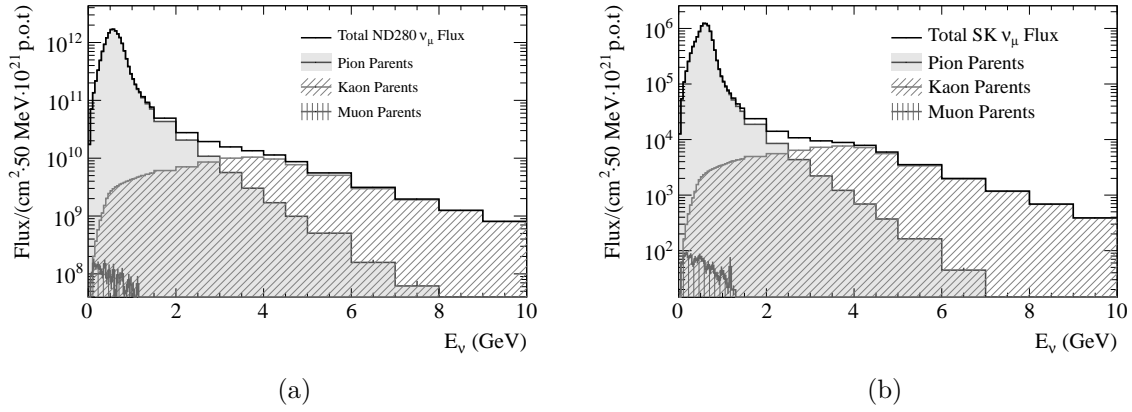 Flux/(cm²·50 MeV·10²¹ p.o.t)
10¹²
10¹¹
10¹⁰
10⁹
10⁸
Total ND280 νμ Flux
Pion Parents
Kaon Parents
Muon Parents
0 2 4 6 8 10
Eν (GeV)
(a)
Flux/(cm²·50 MeV·10²¹ p.o.t)
10⁶
10⁵
10⁴
10³
10²
Total SK νμ Flux
Pion Parents
Kaon Parents
Muon Parents
0 2 4 6 8 10
Eν (GeV)
(b)